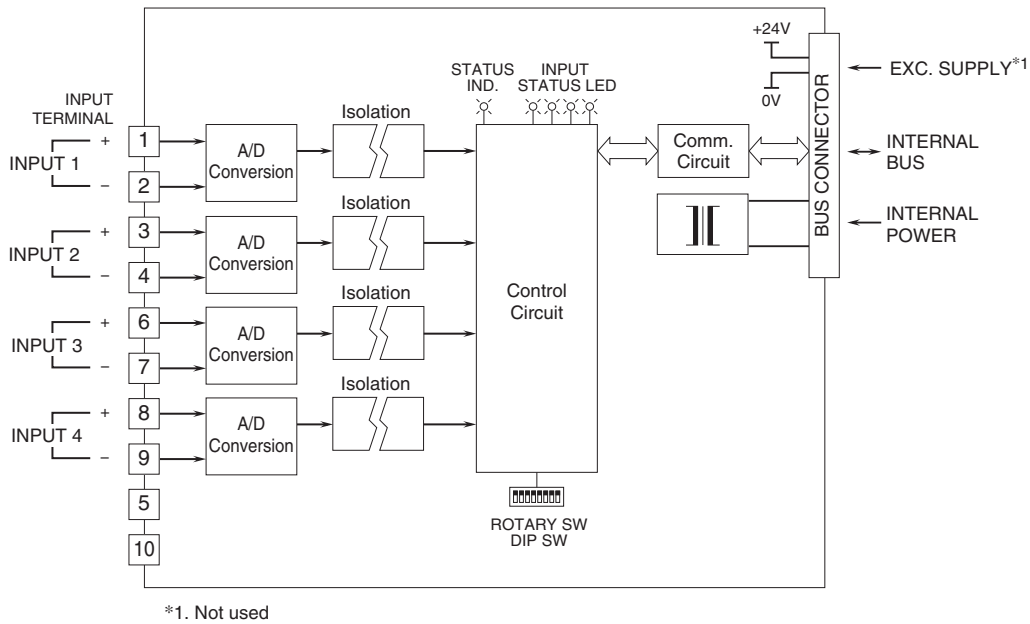 +24V
0V
EXC. SUPPLY*1
STATUS
IND.
INPUT
STATUS LED
INPUT
TERMINAL
Isolation
+
1
INPUT 1
−
2
A/D
Conversion
Comm.
Circuit
BUS CONNECTOR
INTERNAL
BUS
Isolation
+
3
INPUT 2
−
4
A/D
Conversion
INTERNAL
POWER
Isolation
+
6
INPUT 3
−
7
A/D
Conversion
Control
Circuit
Isolation
+
8
INPUT 4
−
9
A/D
Conversion
5
10
ROTARY SW
DIP SW
*1. Not used